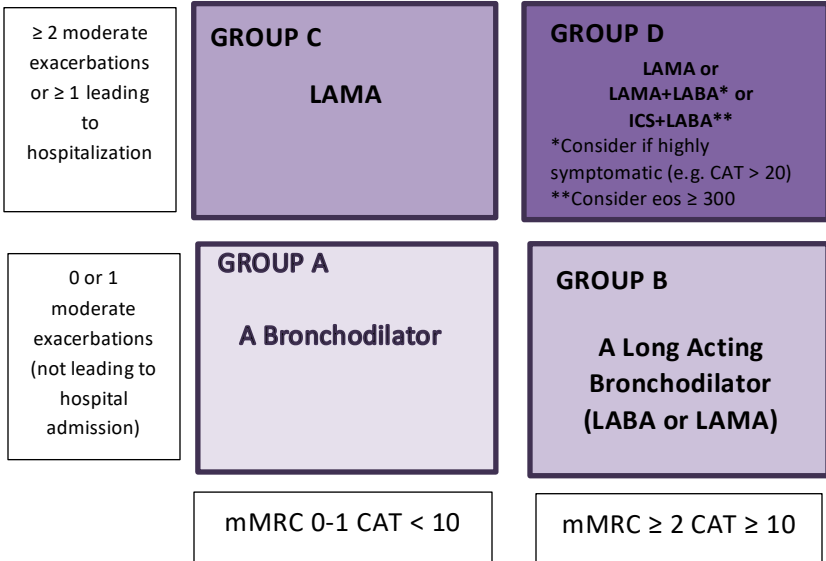 ≥ 2 moderate
exacerbations
or ≥ 1 leading
to
hospitalization
GROUP C
LAMA
GROUP D
LAMA or
LAMA+LABA* or
ICS+LABA**
*Consider if highly
symptomatic (e.g. CAT > 20)
**Consider eos ≥ 300
0 or 1
moderate
exacerbations
(not leading to
hospital
admission)
GROUP A
A Bronchodilator
GROUP B
A Long Acting
Bronchodilator
(LABA or LAMA)
mMRC 0-1 CAT < 10
mMRC ≥ 2 CAT ≥ 10